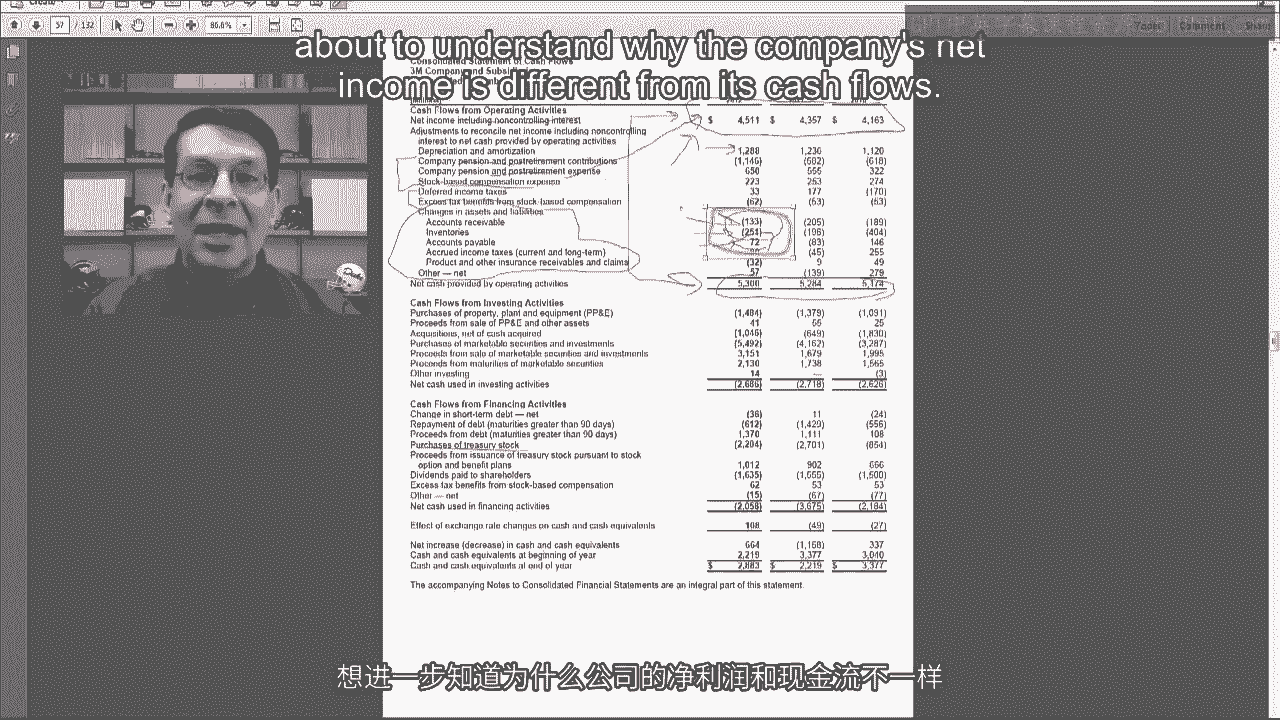 57 / 132
86.6%
Tools Comment Share
about to understand why the company's net
income is different from its cash flows.
Consolidated Statement of Cash Flows
3M Company and
Cash Flows from Operating Activities
Net income including noncontrolling interest $ 4,511 $ 4,357 $ 4,163
Adjustments to reconcile net income including noncontrolling
interest to net cash provided by operating activities
Depreciation and amortization 1,288 1,236 1,120
Company pension and postretirement contributions (1,146) (582) (618)
Company pension and postretirement expense 650 555 322
Stock-based compensation expense 223 253 274
Deferred income taxes 33 177 (170)
Excess tax benefits from stock-based compensation (62) (53) (53)
Changes in assets and liabilities
Accounts receivable (133) (205) (189)
Inventories (251) (196) (404)
Accounts payable 72 (83) 146
Accrued income taxes (current and long-term) (45) 255
Product and other insurance receivables and claims (32) 9 49
Other — net 57 (139) 279
Net cash provided by operating activities 5,300 5,284 5,174
Cash Flows from Investing Activities
Purchases of property, plant and equipment (PP&E) (1,484) (1,379) (1,091)
Proceeds from sale of PP&E and other assets 41 55 25
Acquisitions, net of cash acquired (1,046) (649) (1,830)
Purchases of marketable securities and investments (5,492) (4,162) (3,287)
Proceeds from sale of marketable securities and investments 3,151 1,679 1,995
Proceeds from maturities of marketable securities 2,130 1,738 1,565
Other investing 14 — (3)
Net cash used in investing activities (2,686) (2,718) (2,626)
Cash Flows from Financing Activities
Change in short-term debt — net (36) 11 (24)
Repayment of debt (maturities greater than 90 days) (612) (1,429) (556)
Proceeds from debt (maturities greater than 90 days) 1,370 1,111 108
Purchases of treasury stock (2,204) (2,701) (854)
Proceeds from issuance of treasury stock pursuant to stock
option and benefit plans 1,012 902 666
Dividends paid to shareholders (1,635) (1,555) (1,500)
Excess tax benefits from stock-based compensation 62 53 53
Other — net (15) (67) (77)
Net cash used in financing activities (2,058) (3,675) (2,184)
Effect of exchange rate changes on cash and cash equivalents 108 (49) (27)
Net increase (decrease) in cash and cash equivalents 664 (1,158) 337
Cash and cash equivalents at beginning of year 2,219 3,377 3,040
Cash and cash equivalents at end of year $ 2,883 $ 2,219 $ 3,377
The accompanying Notes to Consolidated Financial Statements are an integral part of this statement.
想进一步知道为什么公司的净利润和现金流不一样